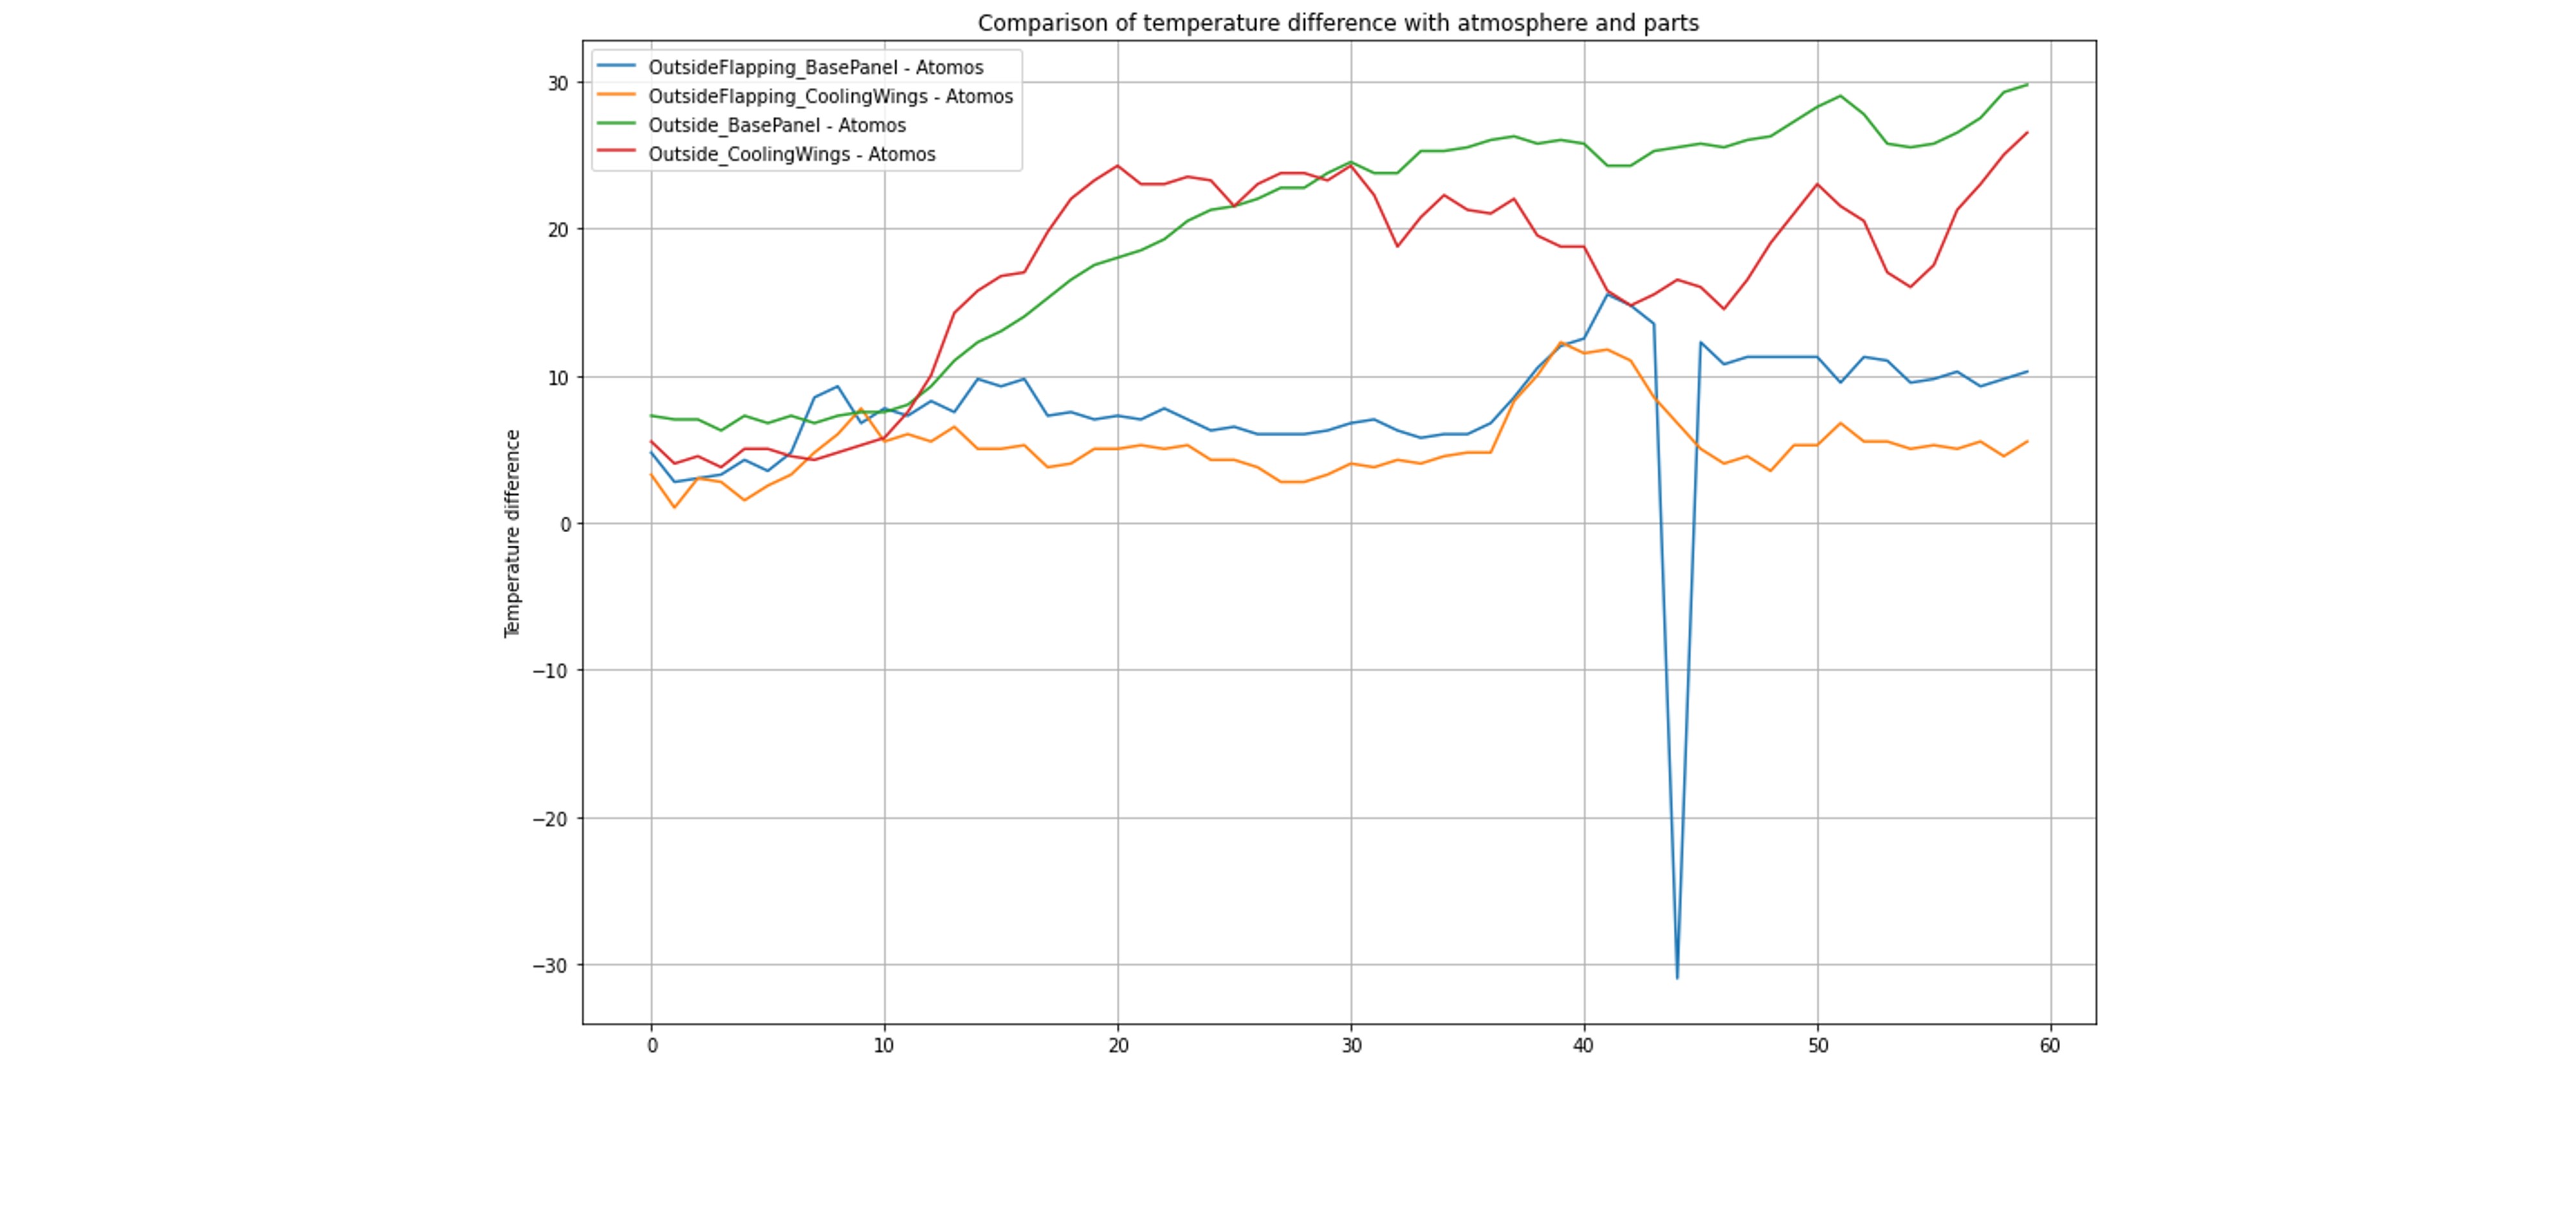 Comparison of temperature difference with atmosphere and parts
OutsideFlapping_BasePanel - Atomos
OutsideFlapping_CoolingWings - Atomos
Outside_BasePanel - Atomos
Outside_CoolingWings - Atomos
Temperature difference
30
20
10
0
−10
−20
−30
0 10 20 30 40 50 60